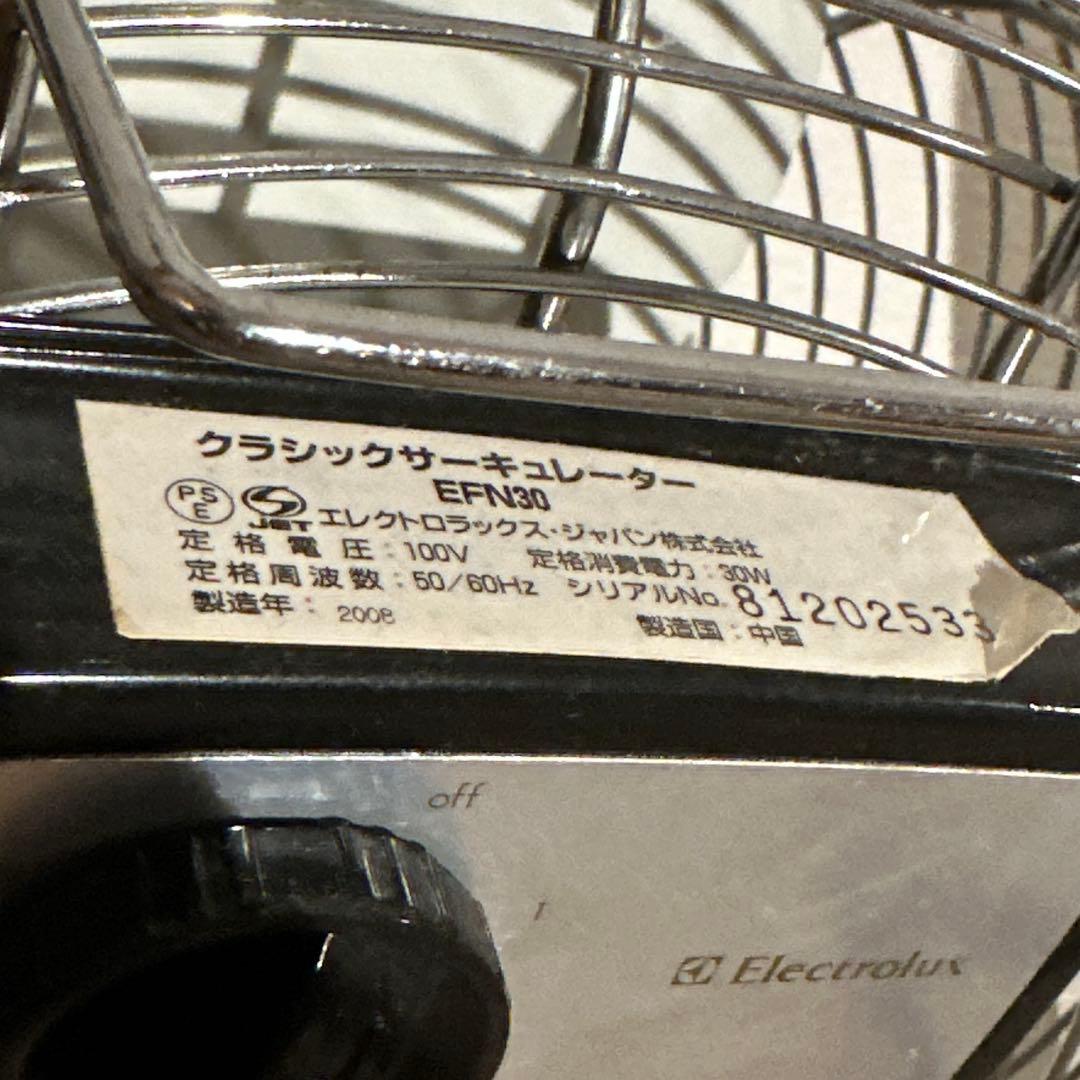 クラシックサーキュレーター
EFN30
PS E JET エレクトロラックス・ジャパン株式会社
定格電圧:100V 定格消費電力:30W
定格周波数:50/60Hz シリアルNo. 81202533
製造年:2008 製造国:中国
off
I
Electrolux